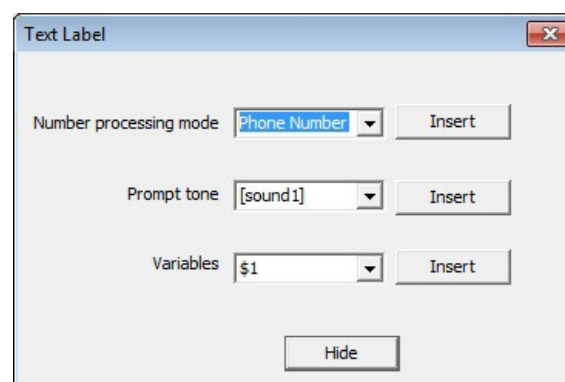 Text Label
Number processing mode Phone Number Insert
Prompt tone [sound1] Insert
Variables $1 Insert
Hide